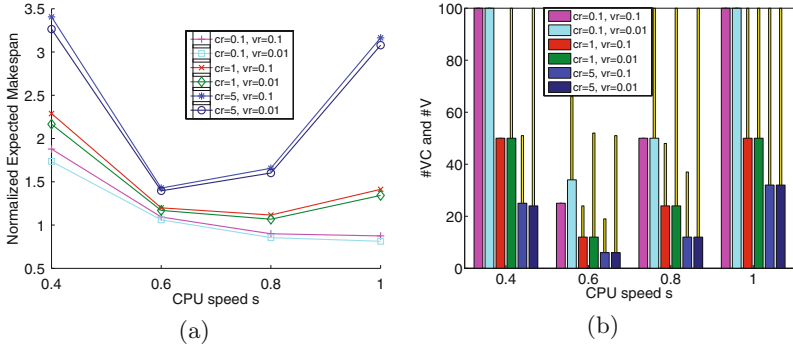 3.5
3
2.5
2
1.5
1
0.5
Normalized Expected Makespan
cr=0.1, vr=0.1
cr=0.1, vr=0.01
cr=1, vr=0.1
cr=1, vr=0.01
cr=5, vr=0.1
cr=5, vr=0.01
0.4
0.6
0.8
1
CPU speed s
(a)
100
80
60
40
20
0
#VC and #V
cr=0.1, vr=0.1
cr=0.1, vr=0.01
cr=1, vr=0.1
cr=1, vr=0.01
cr=5, vr=0.1
cr=5, vr=0.01
0.4
0.6
0.8
1
CPU speed s
(b)